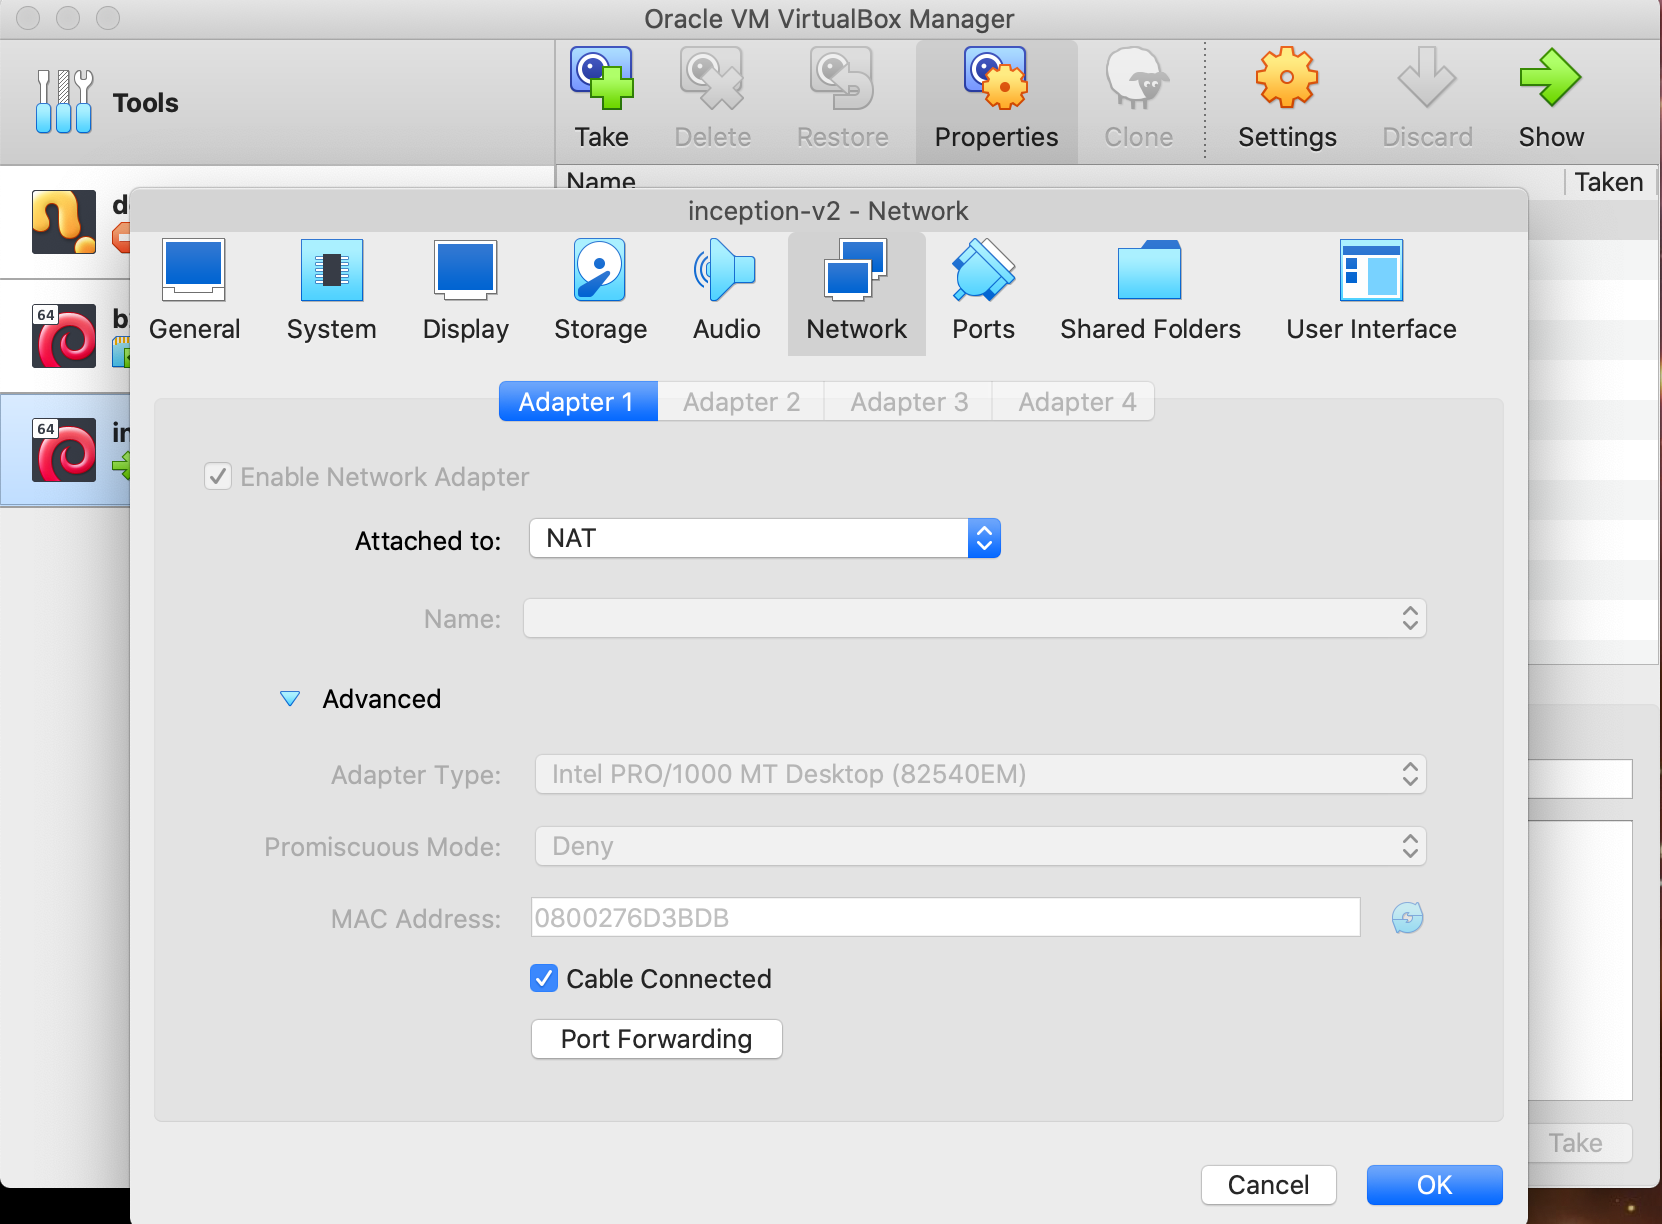 Oracle VM VirtualBox Manager
Tools
Take
Delete
Restore
Properties
Clone
Settings
Discard
Show
Name
Taken
64
64
inception-v2 - Network
General
System
Display
Storage
Audio
Network
Ports
Shared Folders
User Interface
Adapter 1
Adapter 2
Adapter 3
Adapter 4
Enable Network Adapter
Attached to:
NAT
Name:
Advanced
Adapter Type:
Intel PRO/1000 MT Desktop (82540EM)
Promiscuous Mode:
Deny
MAC Address:
0800276D3BDB
Cable Connected
Port Forwarding
Take
Cancel
OK